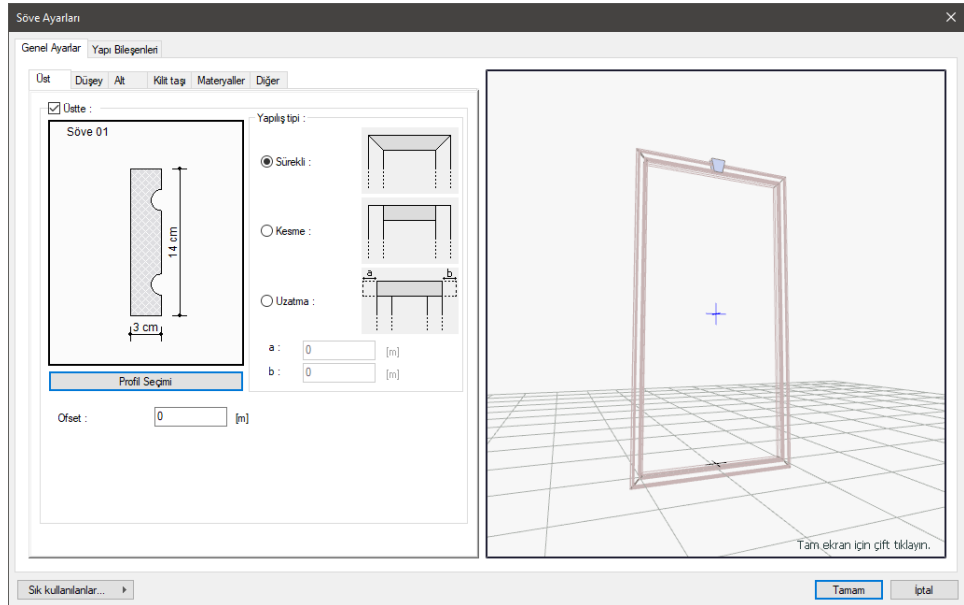 Söve Ayarları
Genel Ayarlar Yapı Bileşenleri
Üst Düşey Alt Kilit taşı Materyaller Diğer
Üstte :
Söve 01
14 cm
3 cm
Profil Seçimi
Ofset : 0 [m]
Yapılış tipi :
Sürekli :
Kesme :
a b
Uzatma :
a : 0 [m]
b : 0 [m]
Tam ekran için çift tıklayın.
Sık kullanılanlar...
Tamam İptal